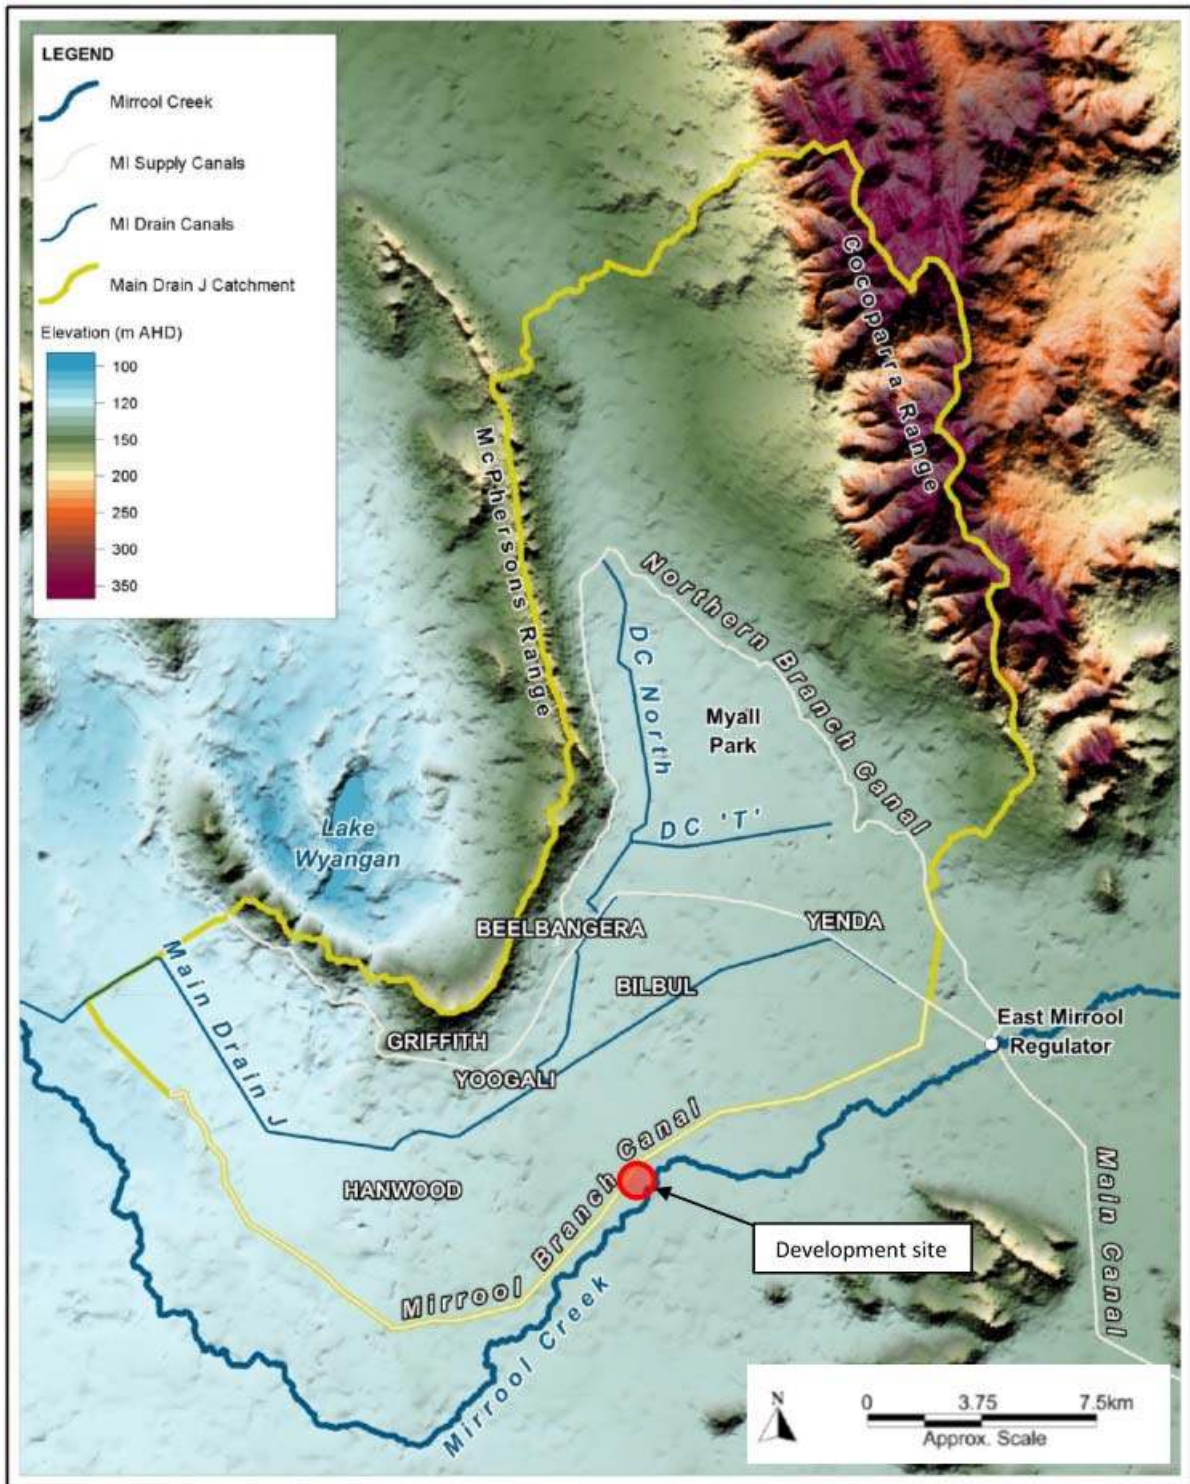 LEGEND
Mirrool Creek
MI Supply Canals
MI Drain Canals
Main Drain J Catchment
Elevation (m AHD)
100
120
150
200
250
300
350
Cocoparra Range
McPhersons Range
Northern Branch Canal
DC North
Myall
Park
DC 'T'
Lake
Wyangan
BEELBANGERA
YENDA
Main Drain J
BILBUL
GRIFFITH
East Mirrool
Regulator
YOOGALI
Mirrool Branch Canal
HANWOOD
Main Canal
Development site
Mirrool Creek
N
0 3.75 7.5km
Approx. Scale